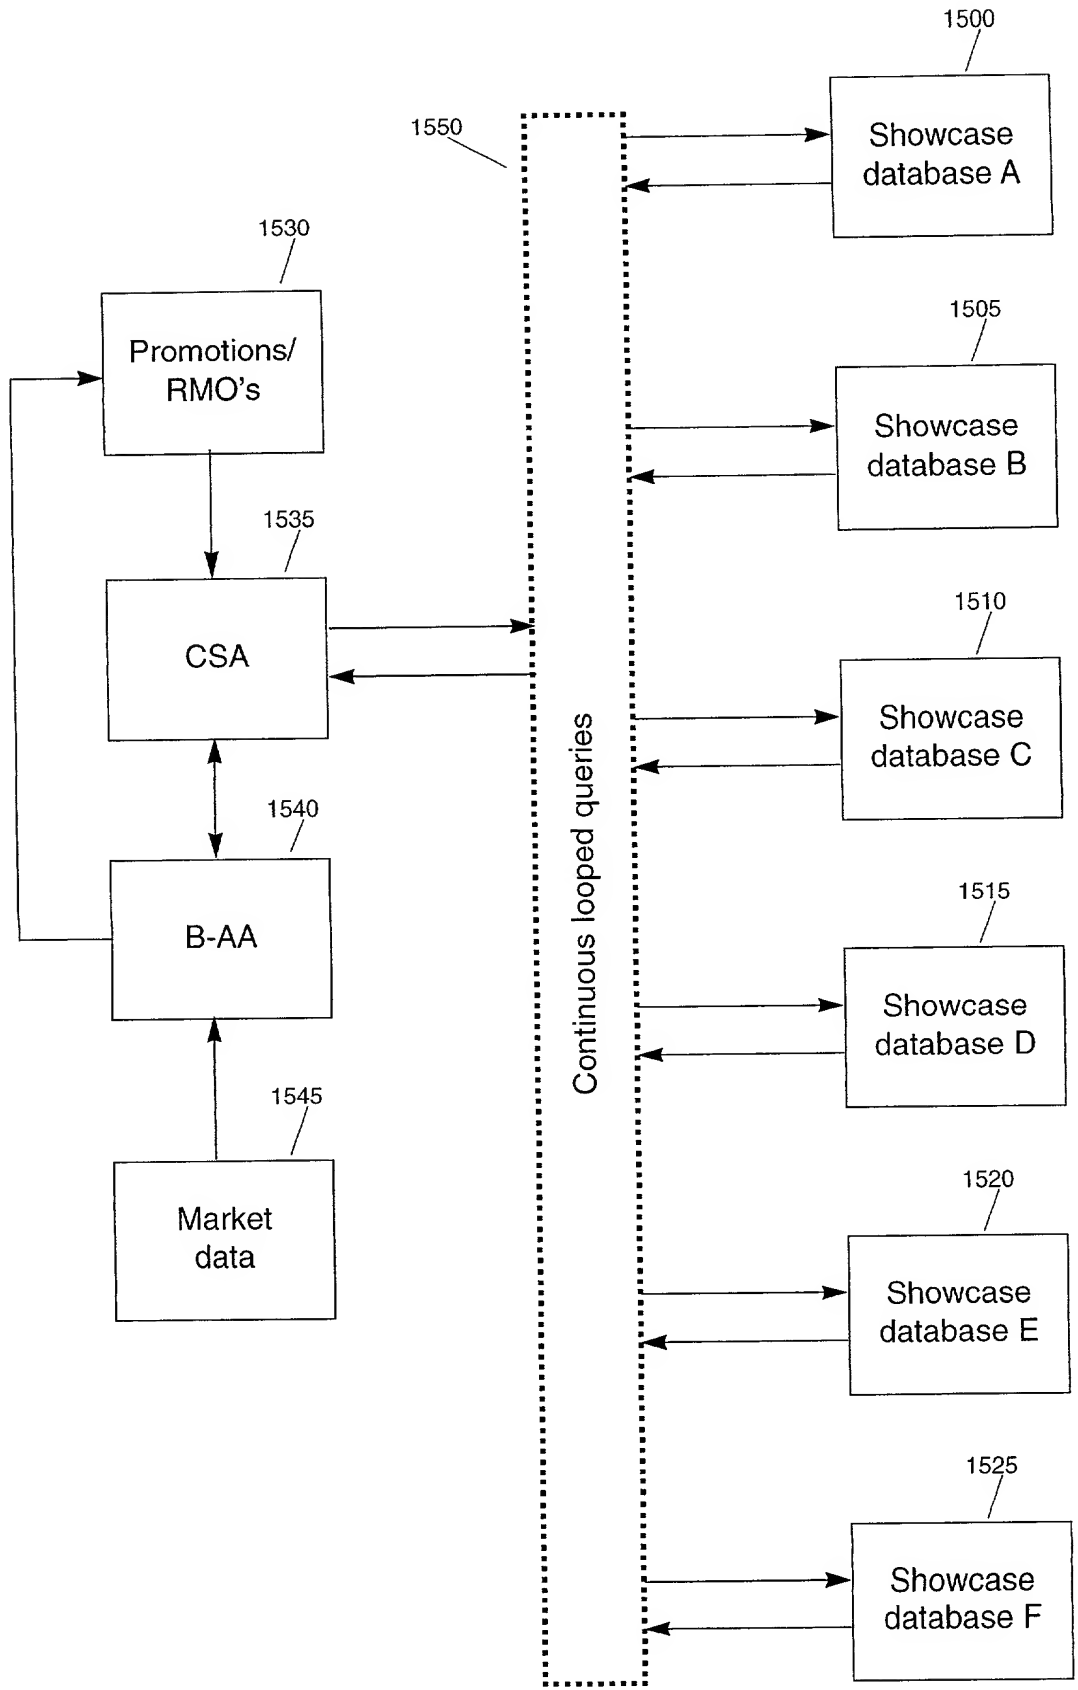 1500
Showcase
database A
1550
1530
Promotions/
RMO's
1505
Showcase
database B
1535
CSA
1510
Showcase
database C
Continuous looped queries
1540
B-AA
1515
Showcase
database D
1545
Market
data
1520
Showcase
database E
1525
Showcase
database F